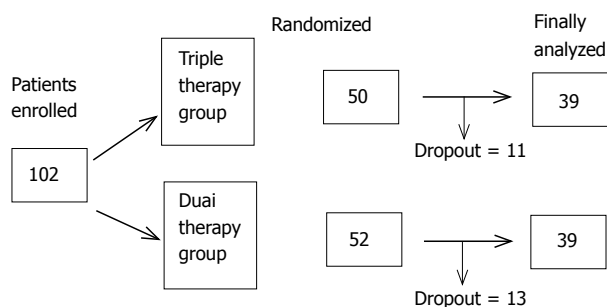 Patients
enrolled
102
Triple
therapy
group
Duai
therapy
group
Randomized
50
Dropout = 11
52
Dropout = 13
Finally
analyzed
39
39